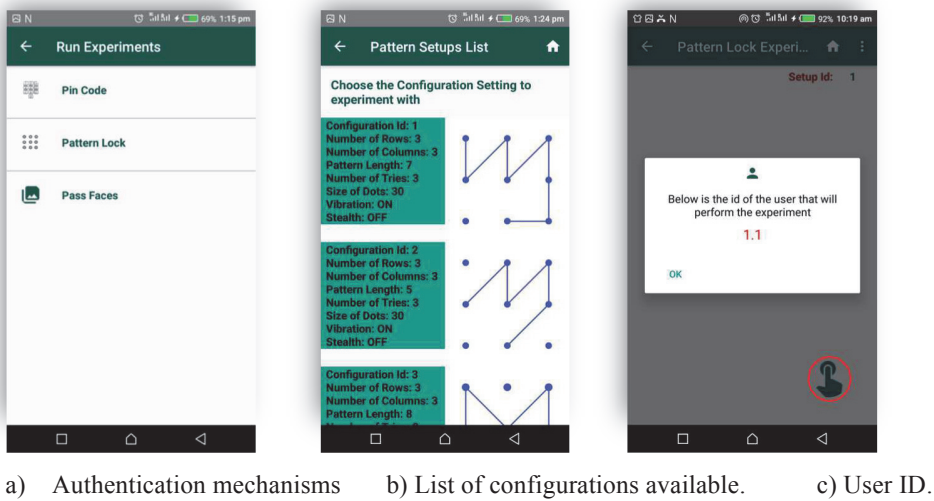 N 69% 1:15 pm
Run Experiments
Pin Code
Pattern Lock
Pass Faces
N 69% 1:24 pm
Pattern Setups List
Choose the Configuration Setting to
experiment with
Configuration Id: 1
Number of Rows: 3
Number of Columns: 3
Pattern Length: 7
Number of Tries: 3
Size of Dots: 30
Vibration: ON
Stealth: OFF
Configuration Id: 2
Number of Rows: 3
Number of Columns: 3
Pattern Length: 5
Number of Tries: 3
Size of Dots: 30
Vibration: ON
Stealth: OFF
Configuration Id: 3
Number of Rows: 3
Number of Columns: 3
Pattern Length: 8
N 92% 10:19 am
Pattern Lock Experi...
Setup Id: 1
Below is the id of the user that will
perform the experiment
1.1
OK
a) Authentication mechanisms b) List of configurations available. c) User ID.